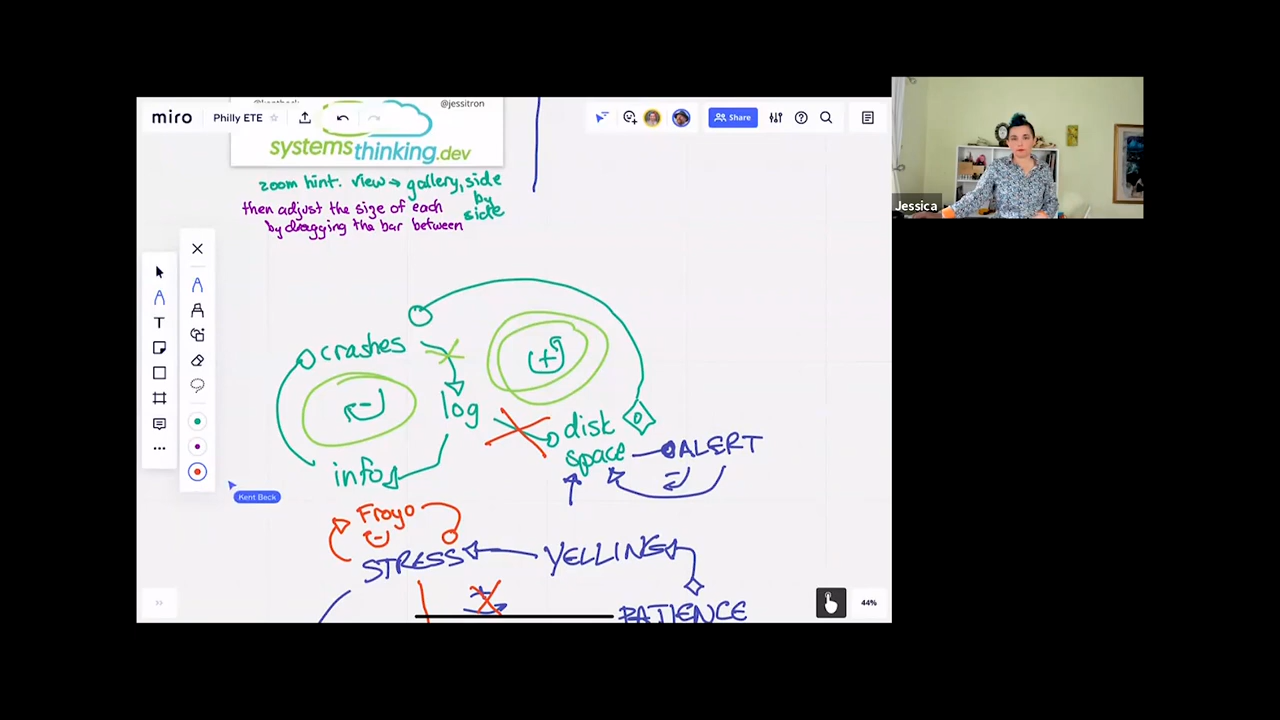 miro Philly ETE Share
@kentbeck @jessitron
systemsthinking.dev
zoom hint. view → gallery, side
by
side
then adjust the size of each
by dragging the bar between
crashes
+
-
log
info
disk
space
ALERT
Kent Beck
Froyo
-
STRESS
YELLING
PATIENCE
44%
Jessica